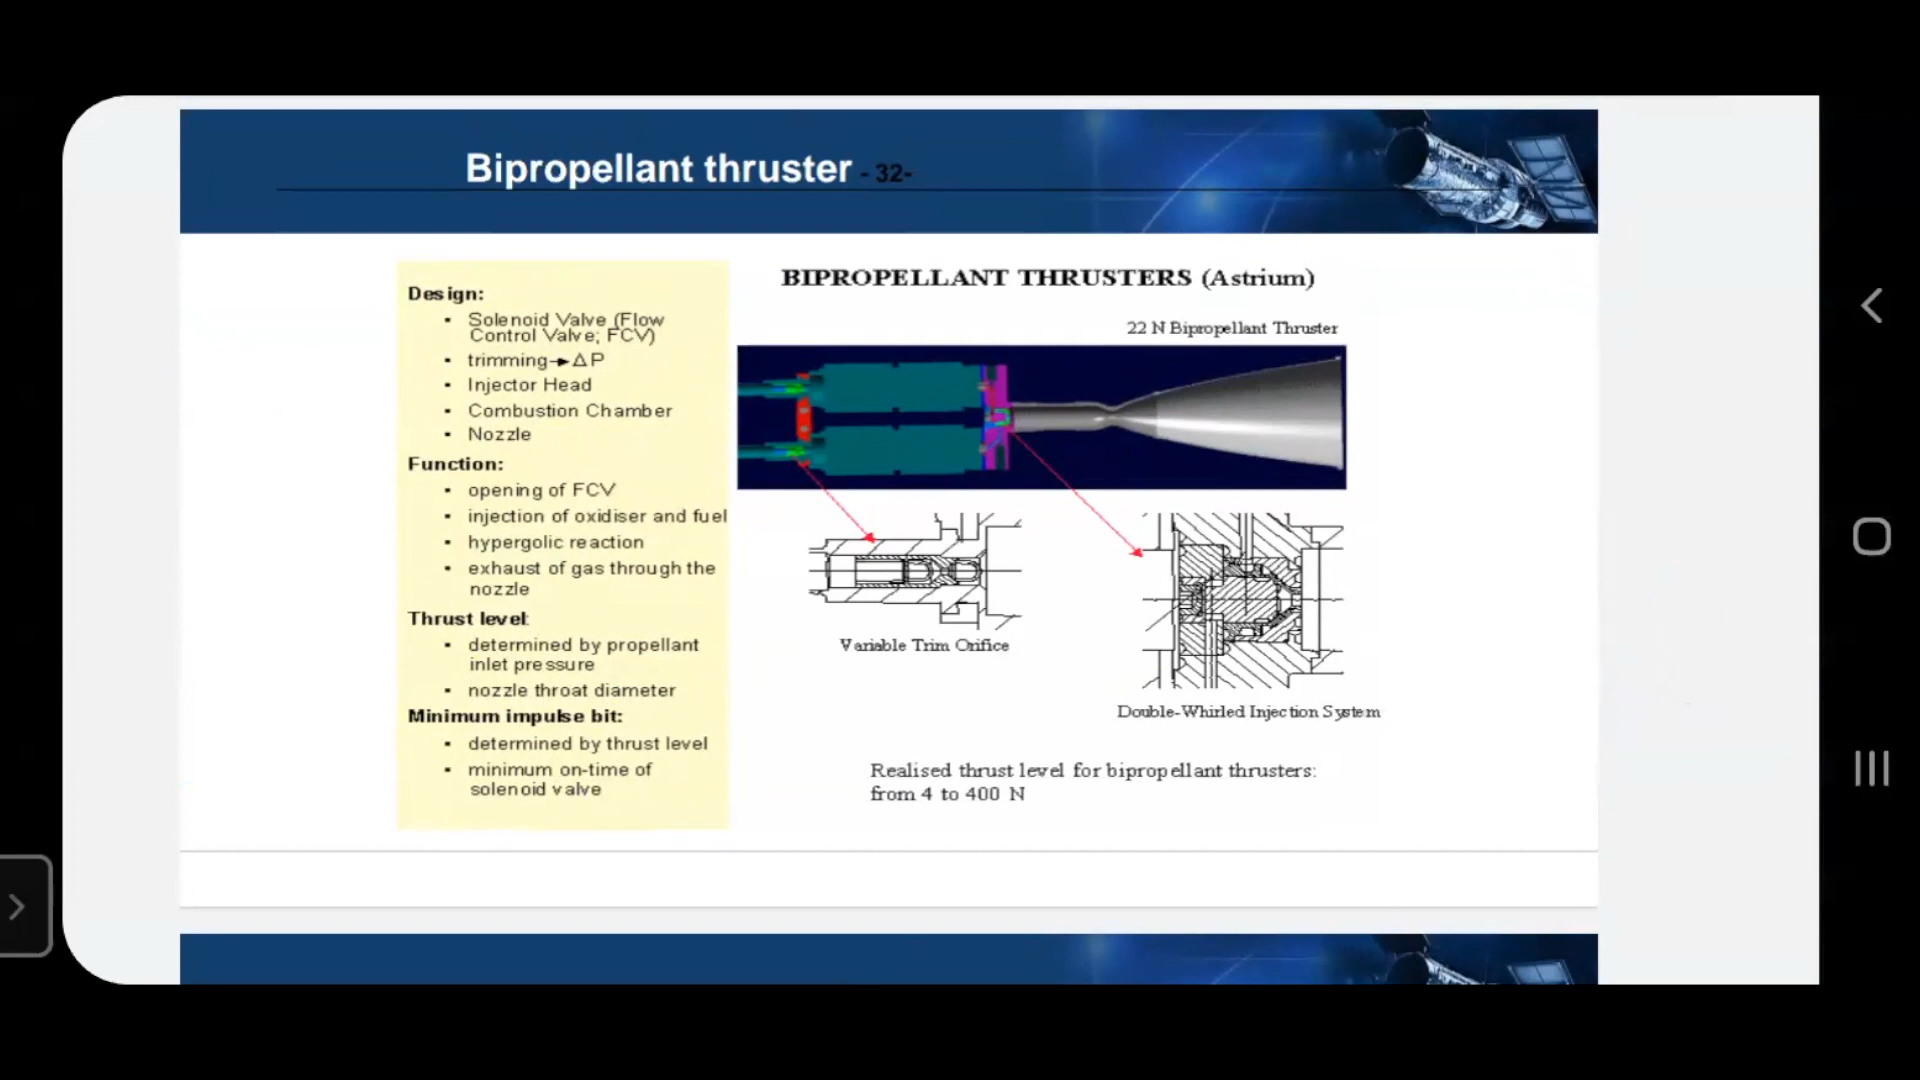 Bipropellant thruster - 32-
Design:
▪ Solenoid Valve (Flow
Control Valve; FCV)
▪ trimming→ΔP
▪ Injector Head
▪ Combustion Chamber
▪ Nozzle
Function:
▪ opening of FCV
▪ injection of oxidiser and fuel
▪ hypergolic reaction
▪ exhaust of gas through the
nozzle
Thrust level:
▪ determined by propellant
inlet pressure
▪ nozzle throat diameter
Minimum impulse bit:
▪ determined by thrust level
▪ minimum on-time of
solenoid valve
BIPROPELLANT THRUSTERS (Astrium)
22 N Bipropellant Thruster
Variable Trim Orifice
Double-Whirled Injection System
Realised thrust level for bipropellant thrusters:
from 4 to 400 N